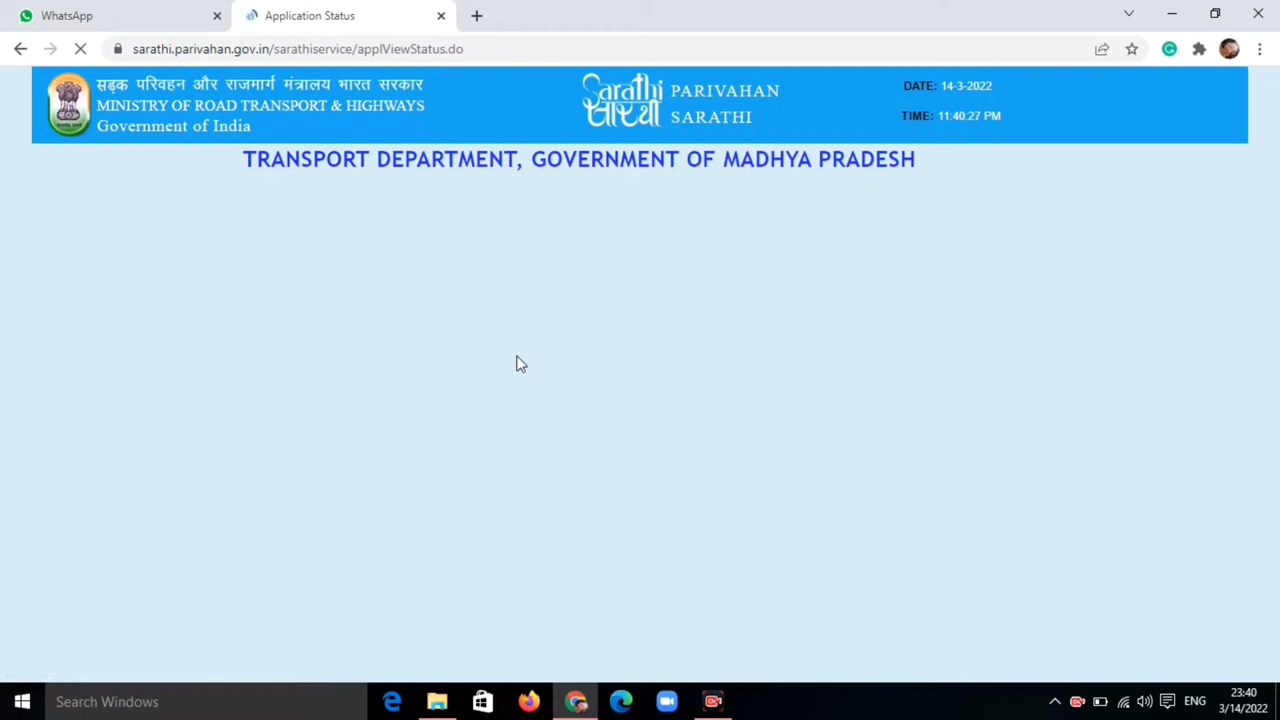 WhatsApp
Application Status
sarathi.parivahan.gov.in/sarathiservice/applViewStatus.do
सड़क परिवहन और राजमार्ग मंत्रालय भारत सरकार
MINISTRY OF ROAD TRANSPORT & HIGHWAYS
Government of India
Sarathi
सारथी
PARIVAHAN
SARATHI
DATE: 14-3-2022
TIME: 11:40:27 PM
TRANSPORT DEPARTMENT, GOVERNMENT OF MADHYA PRADESH
Search Windows
ENG
23:40
3/14/2022